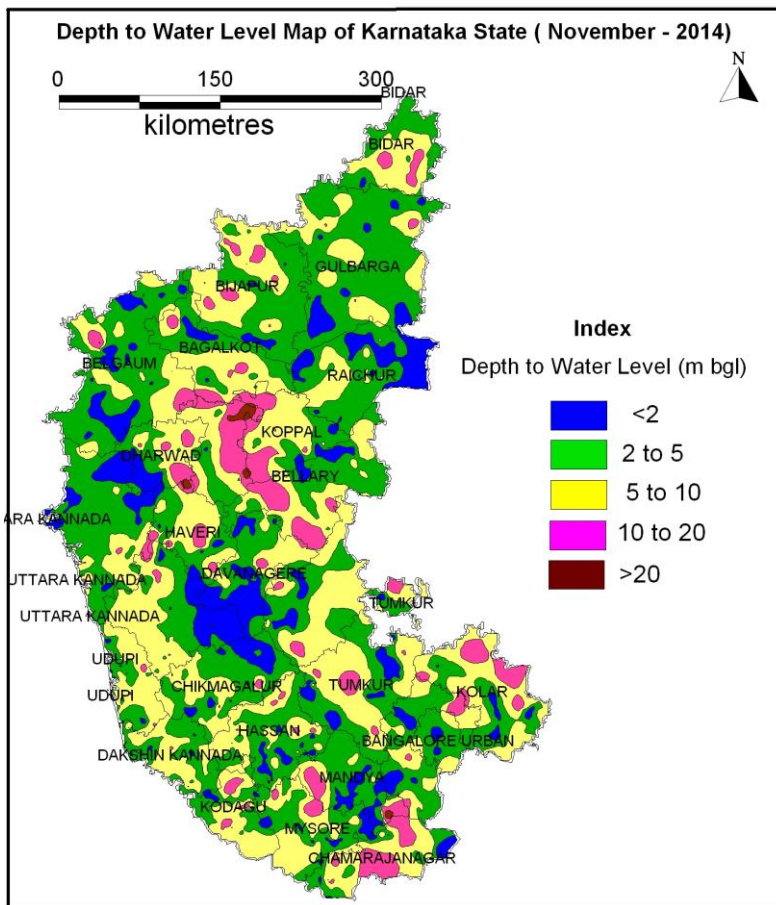 Depth to Water Level Map of Karnataka State ( November - 2014)
0 150 300
kilometres
N
BIDAR
BIDAR
GULBARGA
BIJAPUR
BAGALKOT
BELGAUM
RAICHUR
KOPPAL
DHARWAD
BELLARY
ARA KANNADA
HAVERI
UTTARA KANNADA
DAVANAGERE
TUMKUR
UTTARA KANNADA
UDUPI
CHIKMAGALUR
TUMKUR
KOLAR
UDUPI
HASSAN
BANGALORE URBAN
DAKSHIN KANNADA
MANDYA
KODAGU
MYSORE
CHAMARAJANAGAR
Index
Depth to Water Level (m bgl)
<2
2 to 5
5 to 10
10 to 20
>20